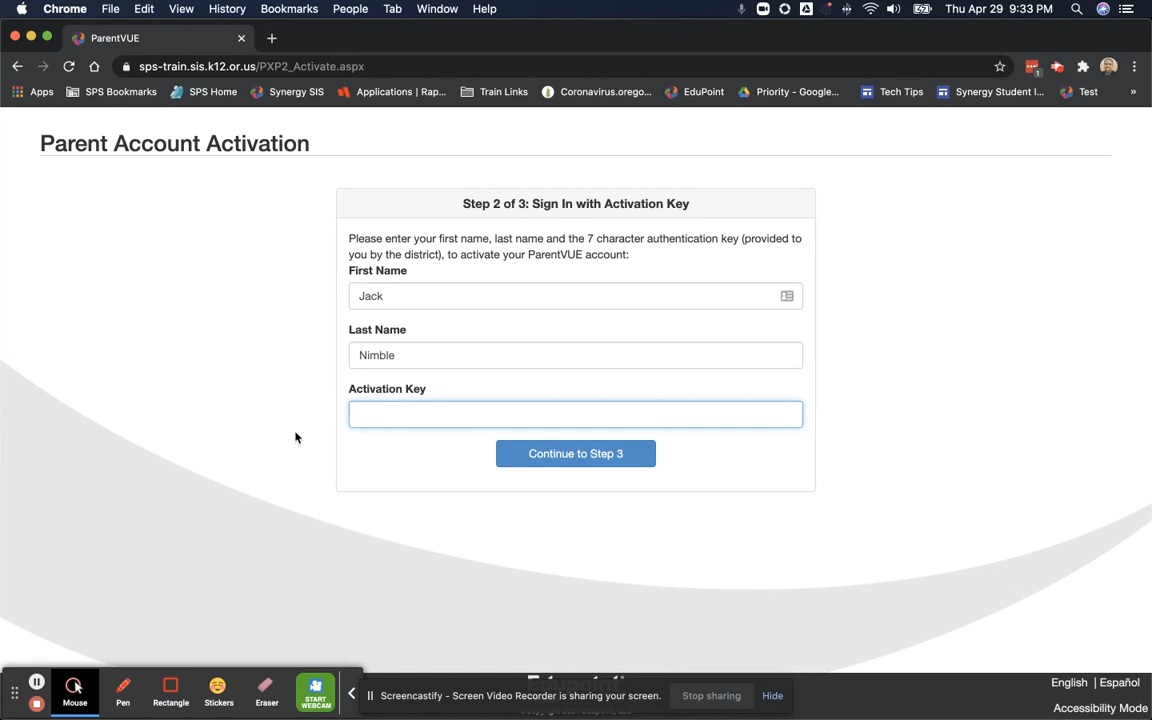 Chrome File Edit View History Bookmarks People Tab Window Help Thu Apr 29 9:33 PM
ParentVUE
sps-train.sis.k12.or.us/PXP2_Activate.aspx
1
Apps SPS Bookmarks SPS Home Synergy SIS Applications | Rap... Train Links Coronavirus.orego... EduPoint Priority - Google... Tech Tips Synergy Student I... Test »
Parent Account Activation
Step 2 of 3: Sign In with Activation Key
Please enter your first name, last name and the 7 character authentication key (provided to
you by the district), to activate your ParentVUE account:
First Name
Jack
Last Name
Nimble
Activation Key
Continue to Step 3
English | Español
Accessibility Mode
Mouse Pen Rectangle Stickers Eraser START WEBCAM
Screencastify - Screen Video Recorder is sharing your screen. Stop sharing Hide